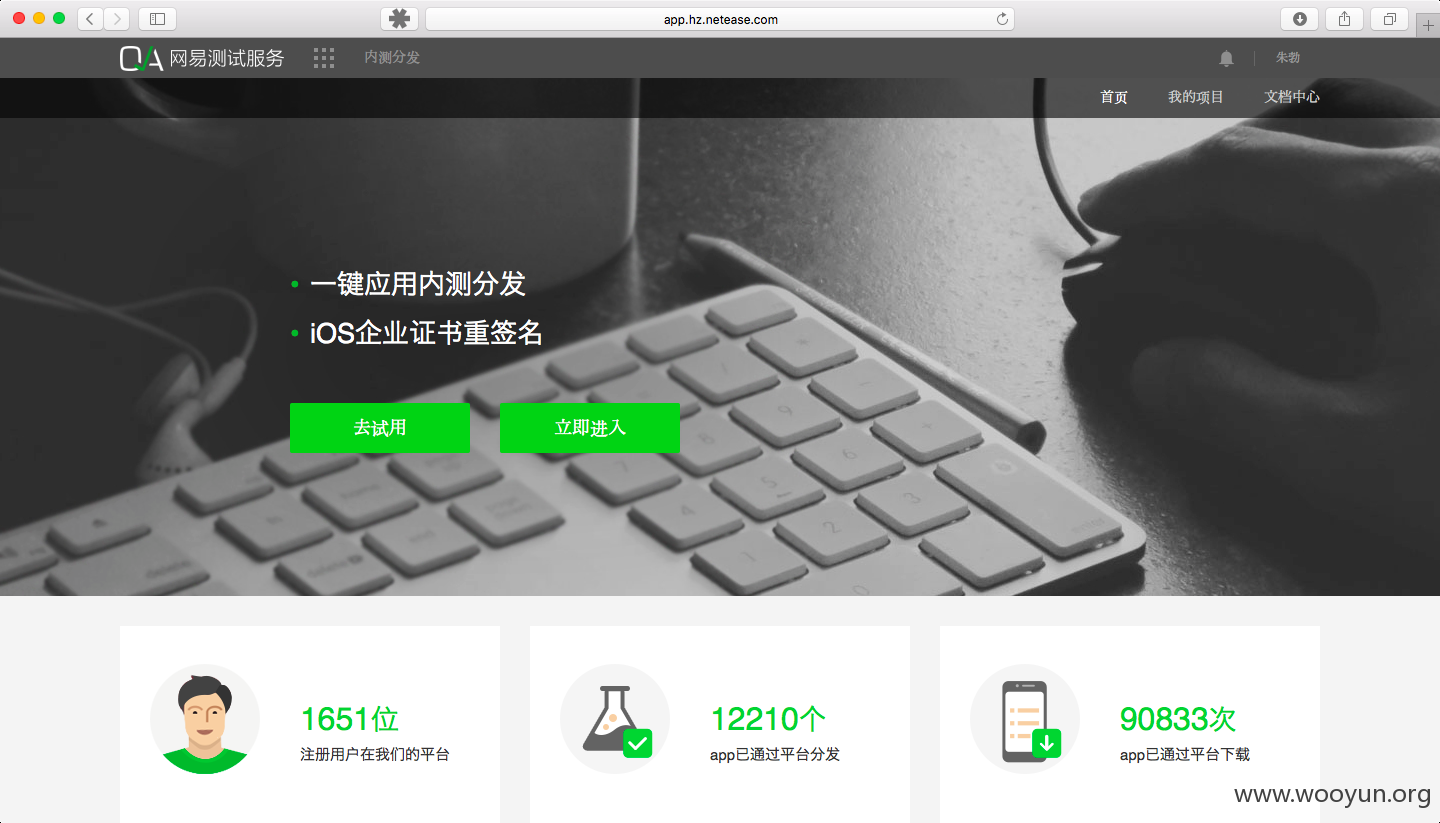 app.hz.netease.com
QA 网易测试服务
内测分发
朱勃
首页
我的项目
文档中心
一键应用内测分发
iOS企业证书重签名
去试用
立即进入
1651位
注册用户在我们的平台
12210个
app已通过平台分发
90833次
app已通过平台下载
www.wooyun.org